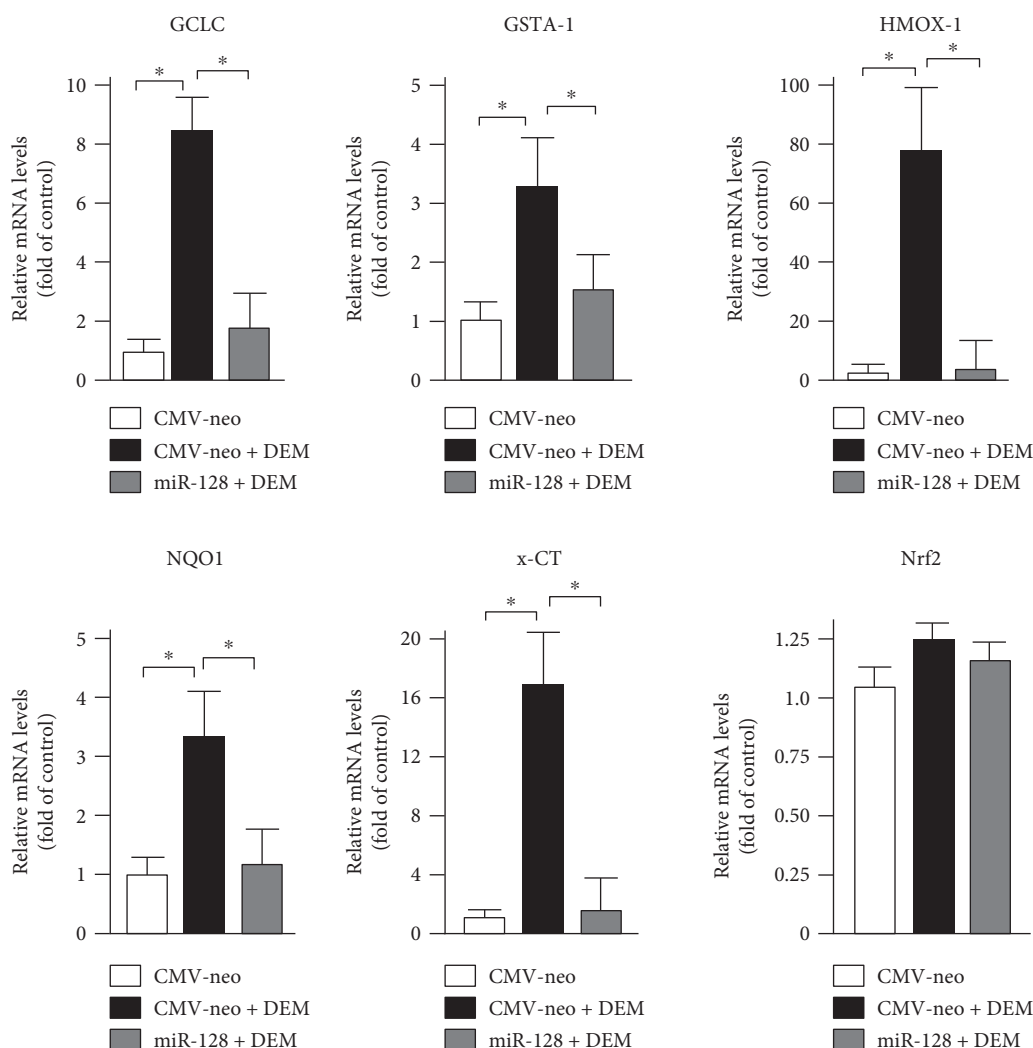 GCLC
Relative mRNA levels
(fold of control)
10
8
6
4
2
0
*
*
CMV-neo
CMV-neo + DEM
miR-128 + DEM
GSTA-1
Relative mRNA levels
(fold of control)
5
4
3
2
1
0
*
*
CMV-neo
CMV-neo + DEM
miR-128 + DEM
HMOX-1
Relative mRNA levels
(fold of control)
100
80
60
40
20
0
*
*
CMV-neo
CMV-neo + DEM
miR-128 + DEM
NQO1
Relative mRNA levels
(fold of control)
5
4
3
2
1
0
*
*
CMV-neo
CMV-neo + DEM
miR-128 + DEM
x-CT
Relative mRNA levels
(fold of control)
20
16
12
8
4
0
*
*
CMV-neo
CMV-neo + DEM
miR-128 + DEM
Nrf2
Relative mRNA levels
(fold of control)
1.25
1.0
0.75
0.50
0.25
0
CMV-neo
CMV-neo + DEM
miR-128 + DEM